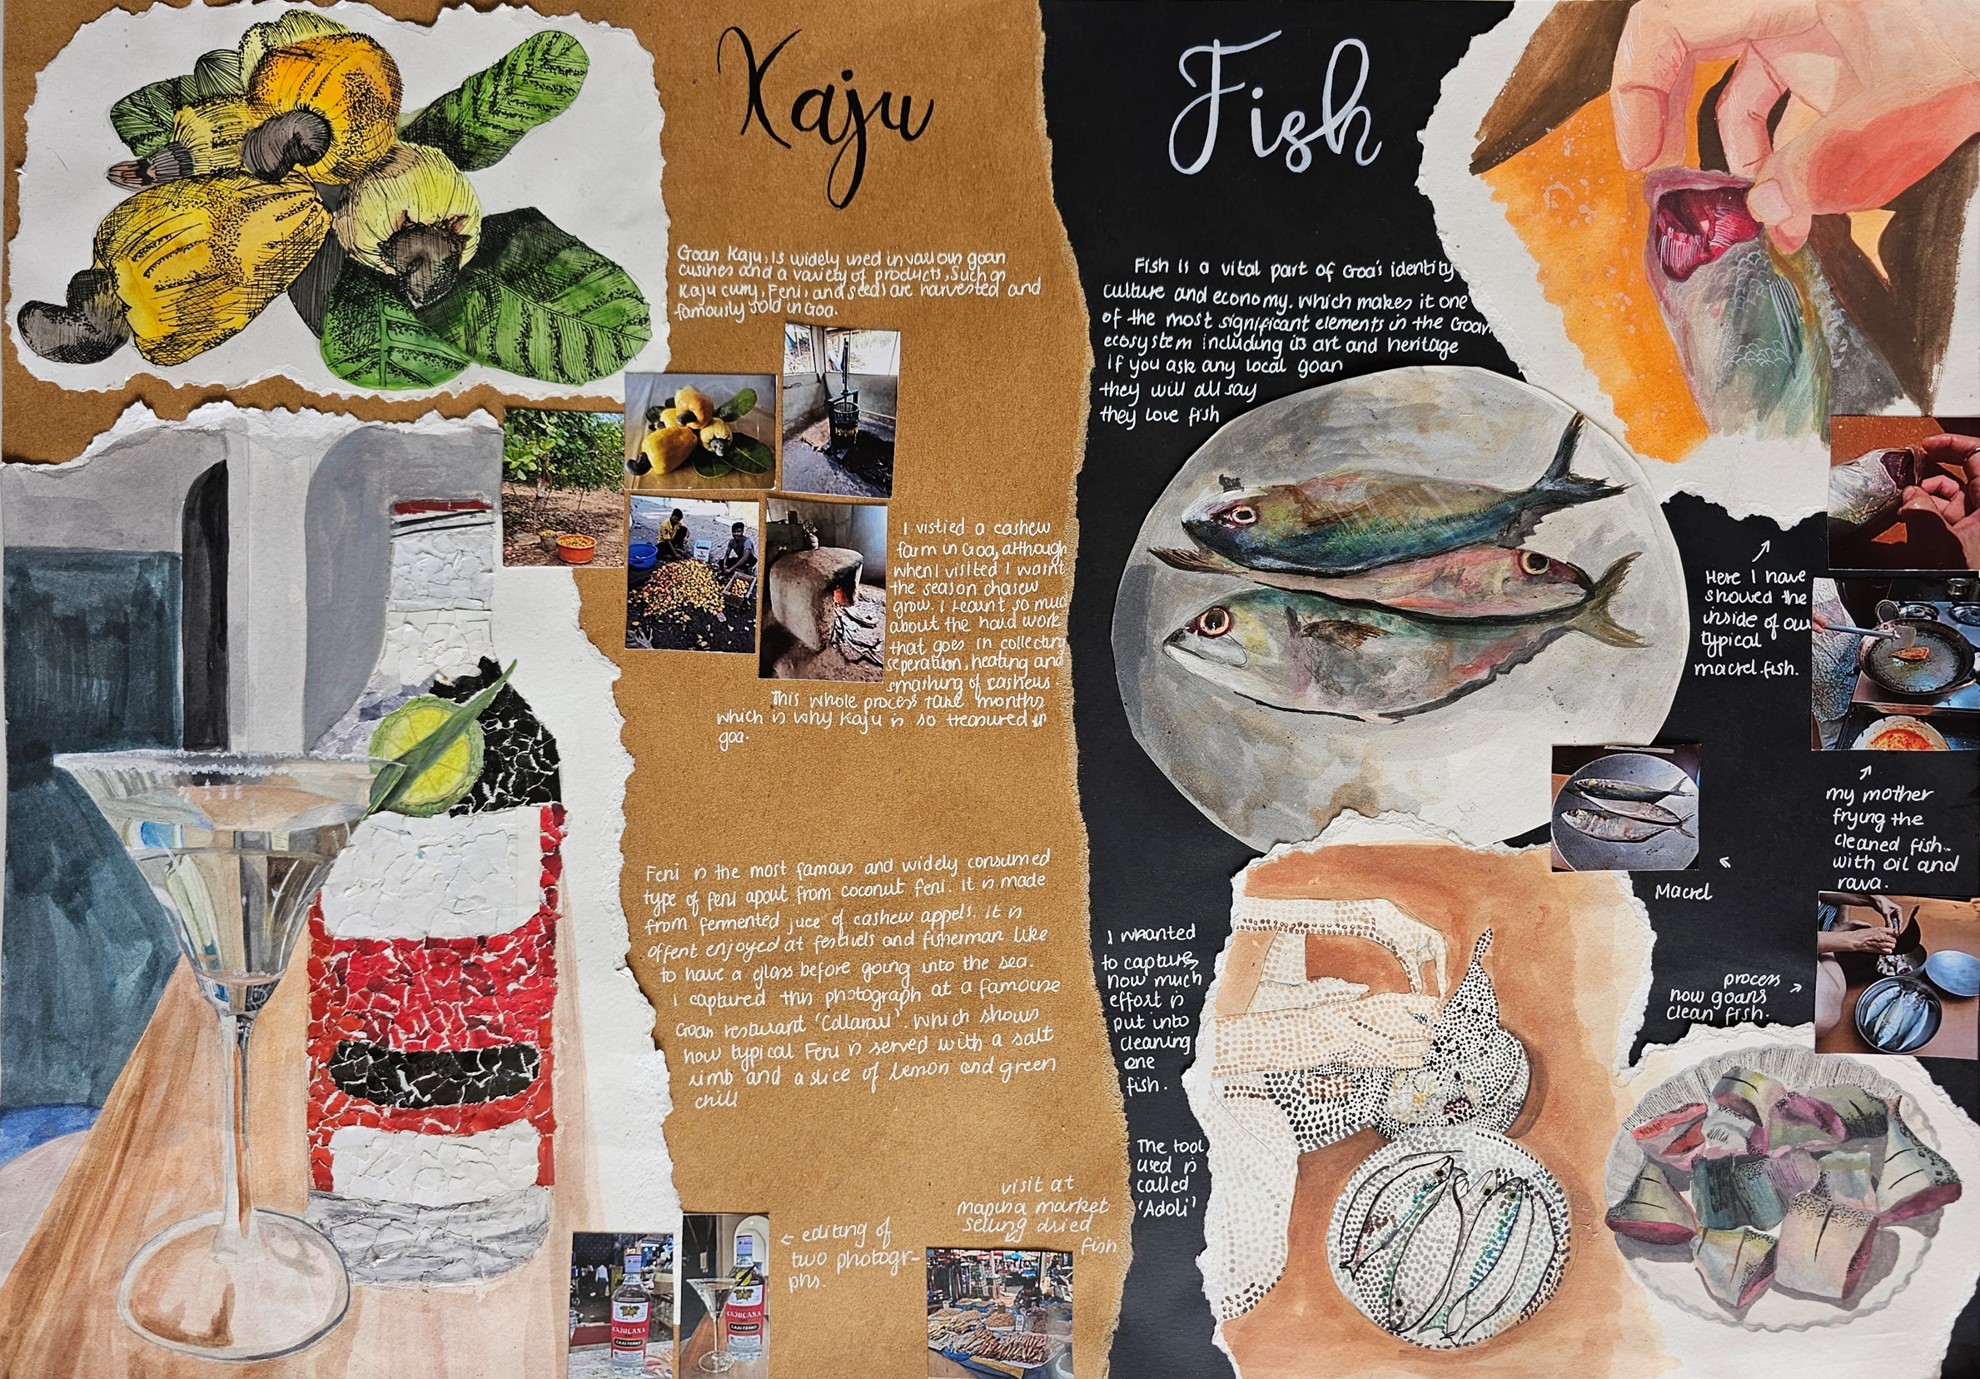 Kaju
Goan Kaju, is widely used in various goan
cusines and a variety of products, Such as
Kaju curry, Feni, and seeds are harvested and
famously sold in Goa.
I vistied a cashew
farm in Goa, although
when I visited I wasnt
the season chasew
grow. I learnt so much
about the hard work
that goes in collecting
seperation, heating and
smashing of cashews.
This whole process take months
which is why Kaju is so treasured in
goa.
Feni is the most famous and widely consumed
type of feni apart from coconut feni. It is made
from fermented juce of cashew appels. It is
offent enjoyed at festivels and fisherman like
to have a glass before going into the sea.
I captured this photograph at a famouse
Goan resturant
Which shows
how typical Feni is served with a salt
rimb and a slice of lemon and green
chill
← editing of
two photogr-
phs.
visit at
mapusa market
selling dried
fish
KAJUCANA
CAJU FENNY
Fish
Fish is a vital part of Goa's identity
culture and economy. which makes it one
of the most significant elements in the Goan
ecosystem including its art and heritage
If you ask any local goan
they will all say
they love fish
Here I have
showed the
inside of our
typical
macrel fish.
my mother
frying the
cleaned fish..
with oil and
rava.
Macrel
process
how goans
clean fish.
I wanted
to capture
how much
effort is
put into
cleaning
one
fish.
The tool
used is
called
'Adoli'